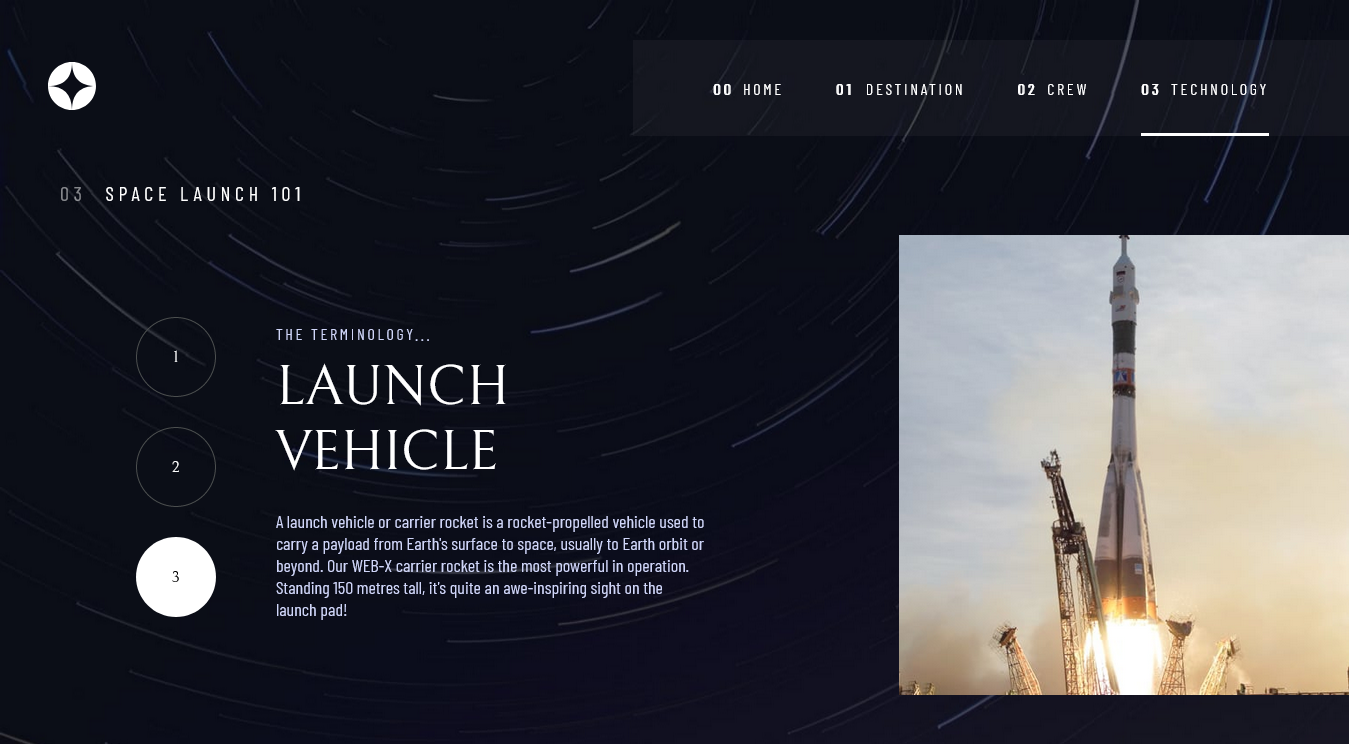 00 HOME 01 DESTINATION 02 CREW 03 TECHNOLOGY
03 SPACE LAUNCH 101
1
2
3
THE TERMINOLOGY...
LAUNCH
VEHICLE
A launch vehicle or carrier rocket is a rocket-propelled vehicle used to
carry a payload from Earth's surface to space, usually to Earth orbit or
beyond. Our WEB-X carrier rocket is the most powerful in operation.
Standing 150 metres tall, it's quite an awe-inspiring sight on the
launch pad!